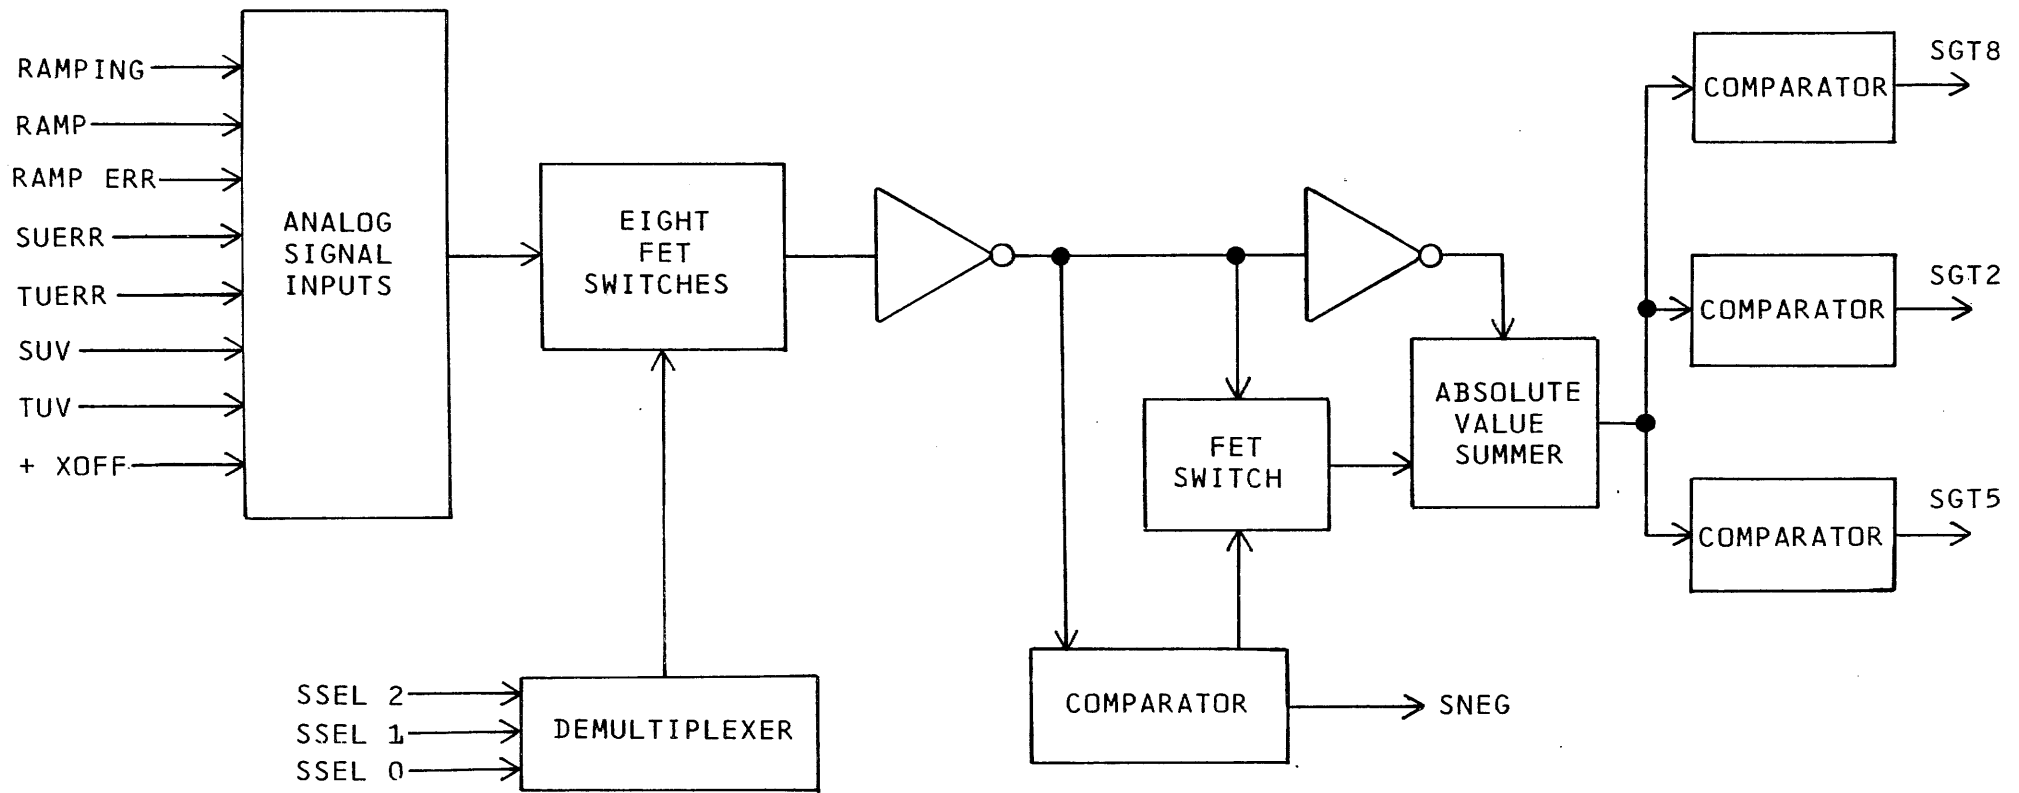 RAMPING
RAMP
RAMP ERR
SUERR
TUERR
SUV
TUV
+ XOFF
ANALOG
SIGNAL
INPUTS
EIGHT
FET
SWITCHES
SSEL 2
SSEL 1
SSEL 0
DEMULTIPLEXER
FET
SWITCH
COMPARATOR
SNEG
ABSOLUTE
VALUE
SUMMER
COMPARATOR
SGT8
COMPARATOR
SGT2
COMPARATOR
SGT5